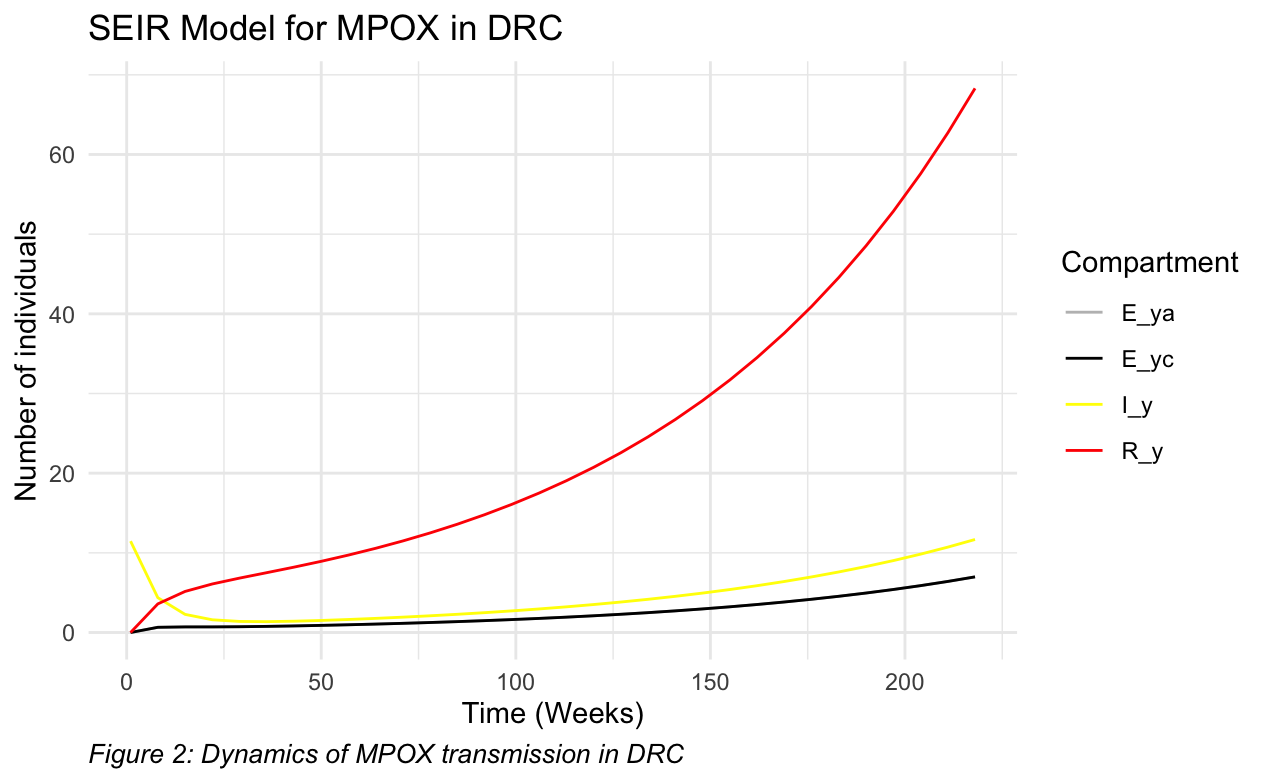 SEIR Model for MPOX in DRC
Number of individuals
60
40
20
0
0 50 100 150 200
Time (Weeks)
Compartment
E_ya
E_yc
I_y
R_y
Figure 2: Dynamics of MPOX transmission in DRC